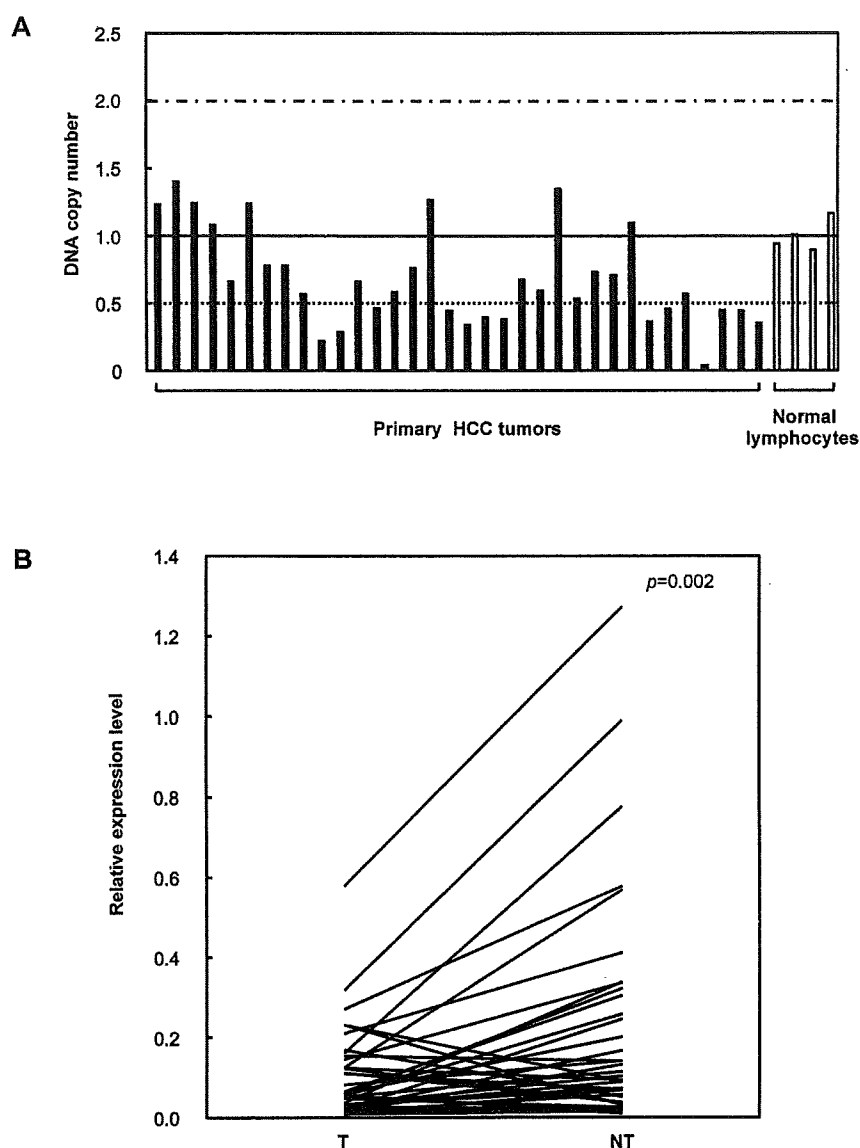 A
2.5
2.0
1.5
1.0
0.5
0
DNA copy number
Primary HCC tumors
Normal
lymphocytes
B
1.4
1.2
1.0
0.8
0.6
0.4
0.2
0.0
Relative expression level
p=0.002
T
NT